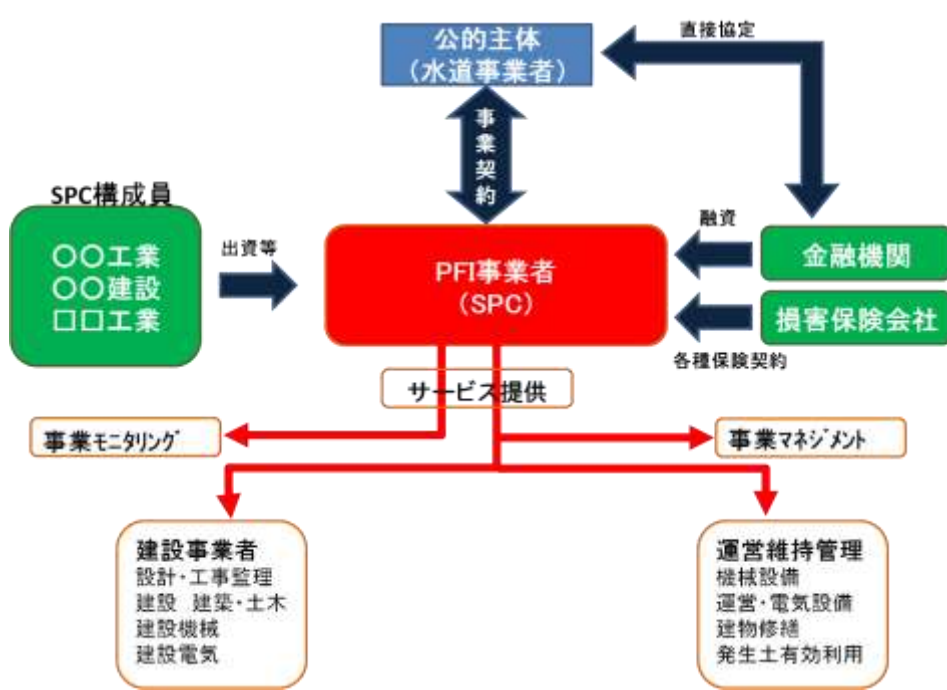 公的主体
（水道事業者）
直接協定
事業契約
SPC構成員
〇〇工業
〇〇建設
□□工業
出資等
PFI事業者
（SPC）
融資
金融機関
損害保険会社
各種保険契約
サービス提供
事業ﾓﾆﾀﾘﾝｸﾞ
事業ﾏﾈｼﾞﾒﾝﾄ
建設事業者
設計・工事監理
建設　建築・土木
建設機械
建設電気
運営維持管理
機械設備
運営・電気設備
建物修繕
発生土有効利用